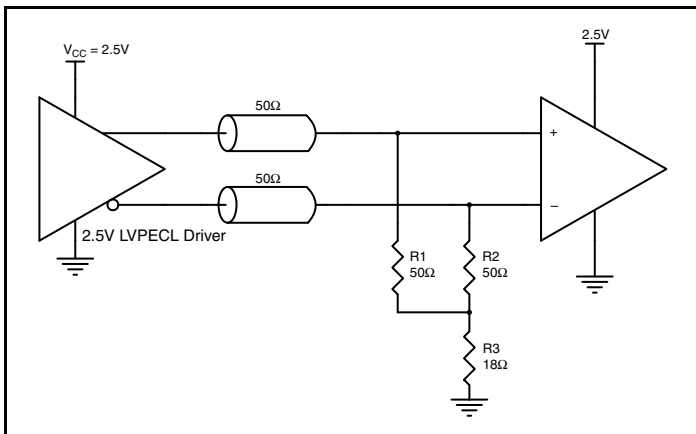 V_CC = 2.5V
2.5V
50Ω
+
50Ω
−
2.5V LVPECL Driver
R1
50Ω
R2
50Ω
R3
18Ω